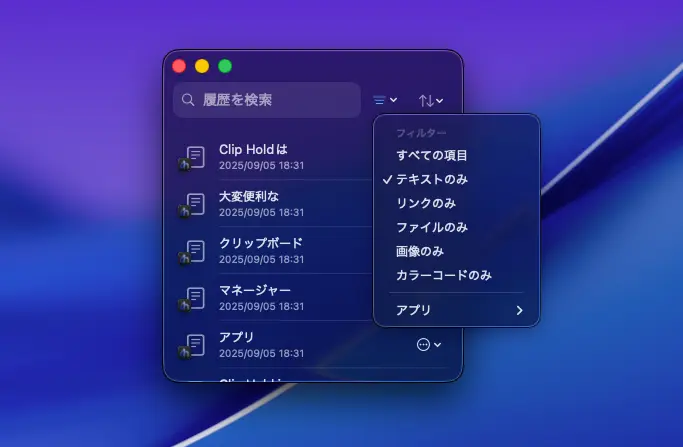 履歴を検索
フィルター
すべての項目
テキストのみ
リンクのみ
ファイルのみ
画像のみ
カラーコードのみ
アプリ
Clip Holdは
2025/09/05 18:31
大変便利な
2025/09/05 18:31
クリップボード
2025/09/05 18:31
マネージャー
2025/09/05 18:31
アプリ
2025/09/05 18:31